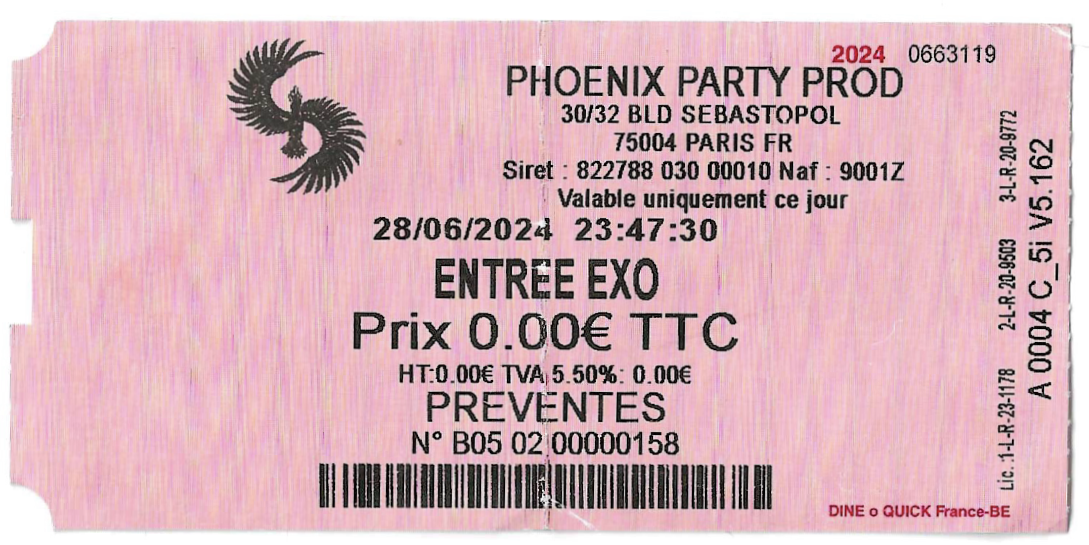 2024 0663119
PHOENIX PARTY PROD
30/32 BLD SEBASTOPOL
75004 PARIS FR
Siret : 822788 030 00010 Naf : 9001Z
Valable uniquement ce jour
28/06/2024 23:47:30
ENTREE EXO
Prix 0.00€ TTC
HT:0.00€ TVA 5.50%: 0.00€
PREVENTES
N° B05 02 00000158
DINE o QUICK France-BE
Lic. :1-L-R-23-1178 2-L-R-20-9503 3-L-R-20-9772
A 0004 C_5i V5.162